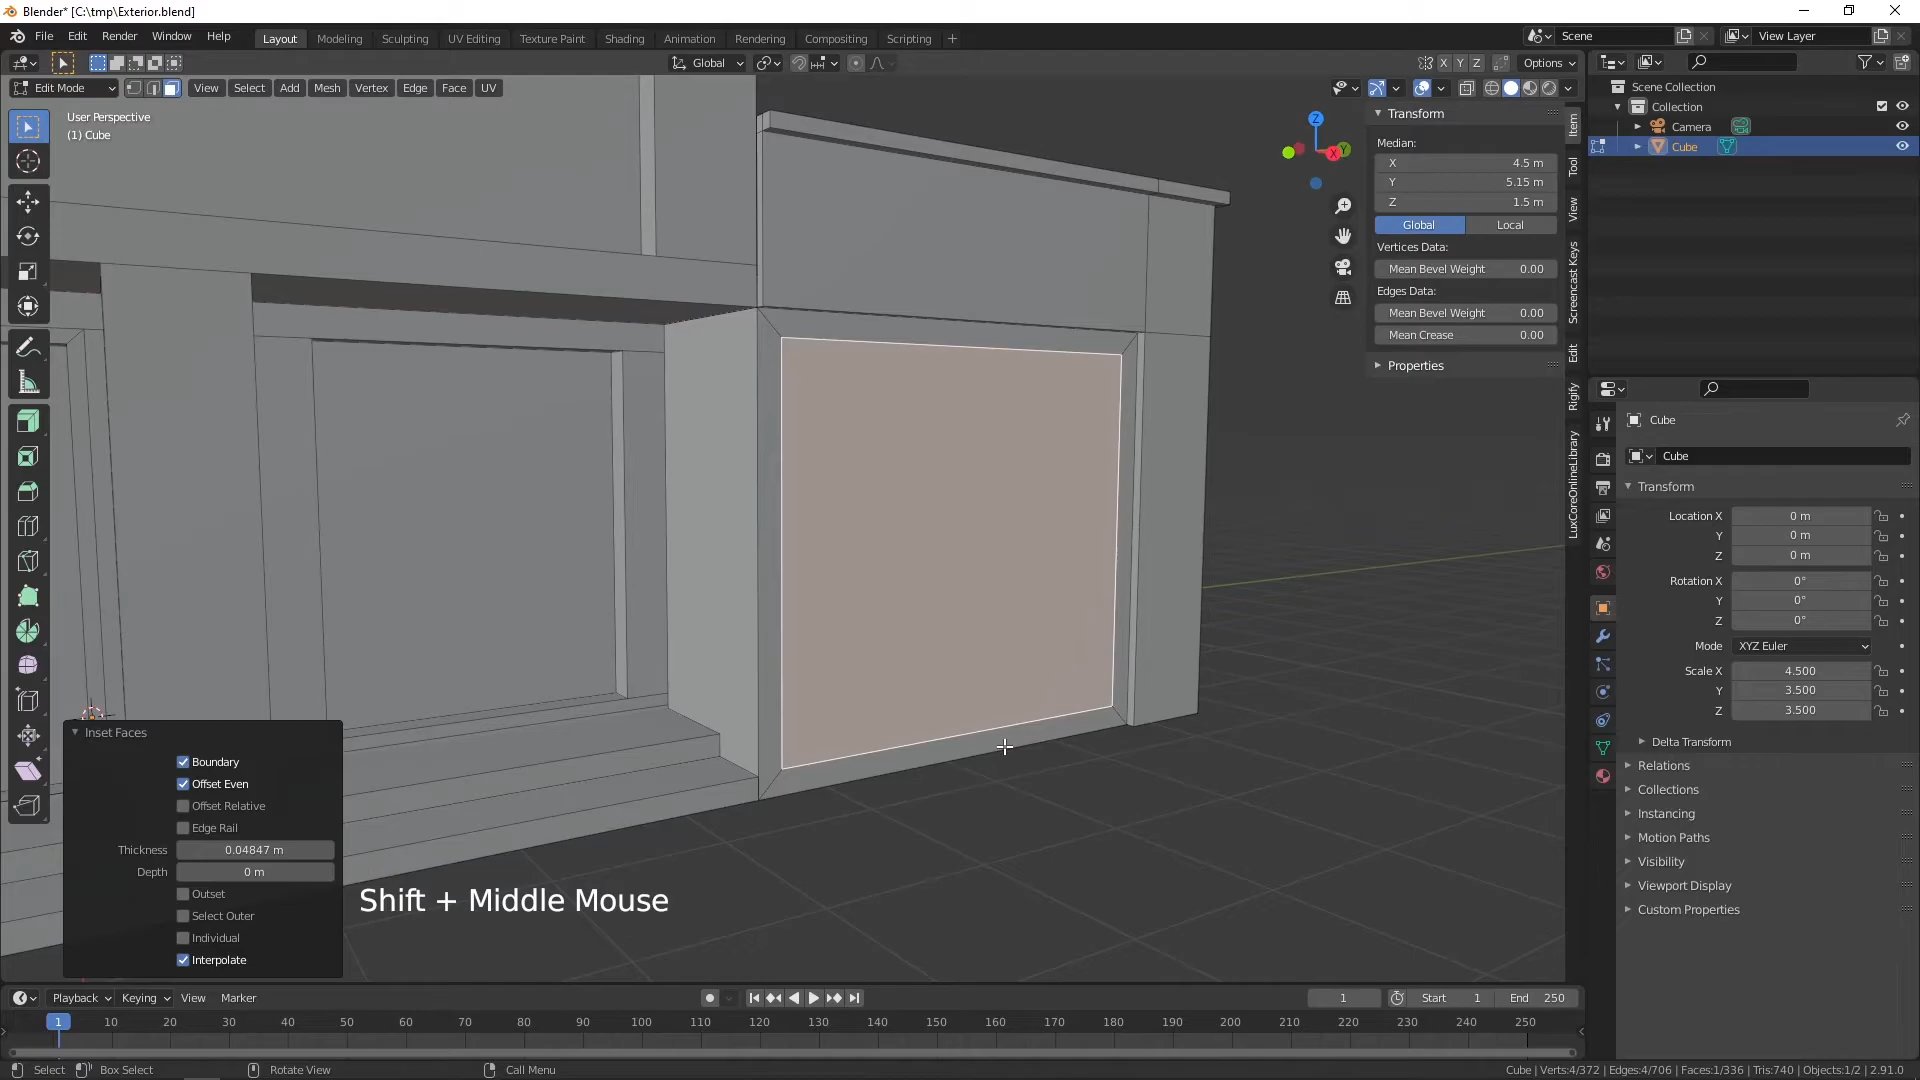 Blender* [C:\tmp\Exterior.blend]
File Edit Render Window Help
Layout Modeling Sculpting UV Editing Texture Paint Shading Animation Rendering Compositing Scripting +
Scene
View Layer
Global
X Y Z
Options
Edit Mode
View Select Add Mesh Vertex Edge Face UV
User Perspective
(1) Cube
Z
X
Y
Transform
Median:
X 4.5 m
Y 5.15 m
Z 1.5 m
Global Local
Vertices Data:
Mean Bevel Weight 0.00
Edges Data:
Mean Bevel Weight 0.00
Mean Crease 0.00
Properties
Item
Tool
View
Screencast Keys
Edit
Rigify
LuxCoreOnlineLibrary
Scene Collection
Collection
Camera
Cube
Cube
Cube
Transform
Location X 0 m
Y 0 m
Z 0 m
Rotation X 0°
Y 0°
Z 0°
Mode XYZ Euler
Scale X 4.500
Y 3.500
Z 3.500
Delta Transform
Relations
Collections
Instancing
Motion Paths
Visibility
Viewport Display
Custom Properties
Inset Faces
Boundary
Offset Even
Offset Relative
Edge Rail
Thickness 0.04847 m
Depth 0 m
Outset
Select Outer
Individual
Interpolate
Shift + Middle Mouse
Playback Keying View Marker
1
Start 1
End 250
1 10 20 30 40 50 60 70 80 90 100 110 120 130 140 150 160 170 180 190 200 210 220 230 240 250
Select
Box Select
Rotate View
Call Menu
Cube | Verts:4/372 | Edges:4/706 | Faces:1/336 | Tris:740 | Objects:1/2 | 2.91.0